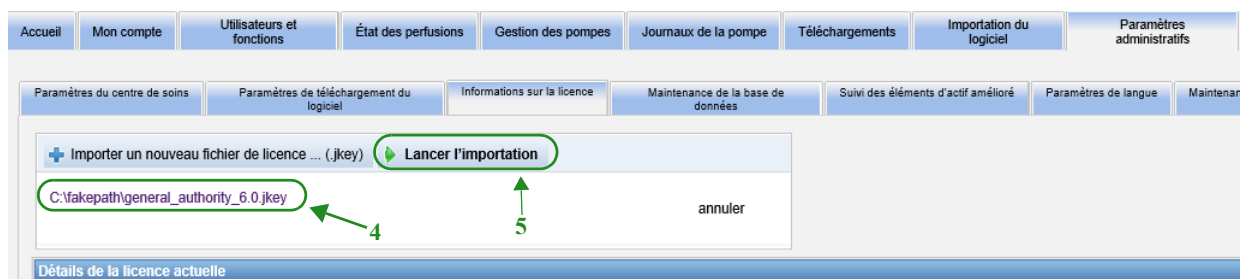 Accueil
Mon compte
Utilisateurs et
fonctions
État des perfusions
Gestion des pompes
Journaux de la pompe
Téléchargements
Importation du
logiciel
Paramètres
administratifs
Paramètres du centre de soins
Paramètres de téléchargement du
logiciel
Informations sur la licence
Maintenance de la base de
données
Suivi des éléments d'actif amélioré
Paramètres de langue
Maintenan
Importer un nouveau fichier de licence ... (.jkey)
Lancer l'importation
C:\fakepath\general_authority_6.0.jkey
annuler
4
5
Détails de la licence actuelle